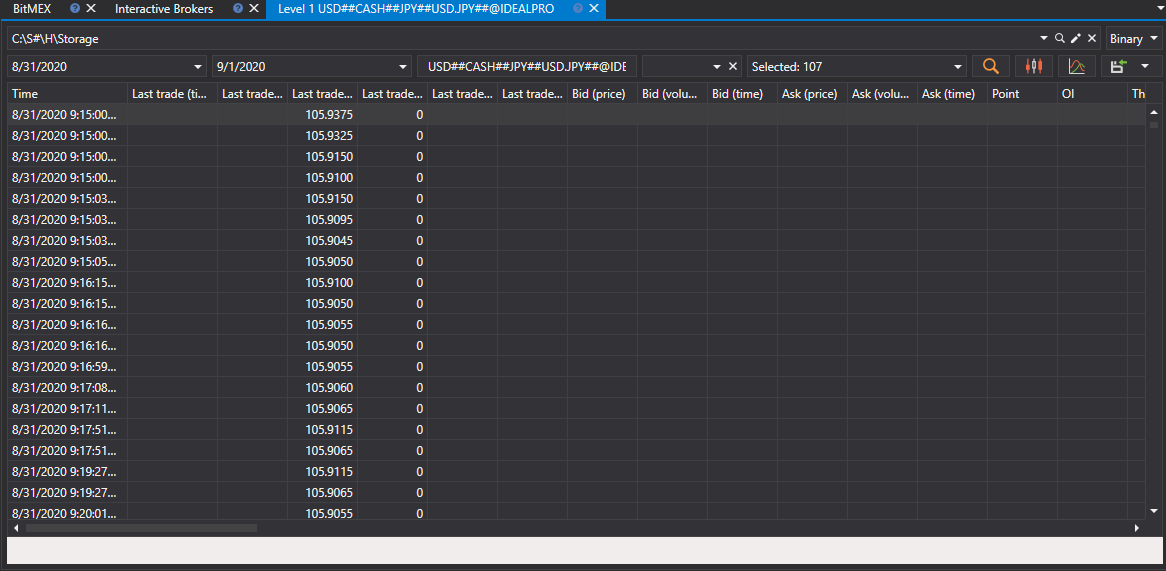 BitMEX Interactive Brokers Level 1 USD##CASH##JPY##USD.JPY##@IDEALPRO
C:\S#\H\Storage Binary
8/31/2020 9/1/2020 USD##CASH##JPY##USD.JPY##@IDE Selected: 107
Time Last trade (ti... Last trade... Last trade... Last trade... Last trade... Last trade... Bid (price) Bid (volu... Bid (time) Ask (price) Ask (volu... Ask (time) Point OI Th
8/31/2020 9:15:00... 105.9375 0
8/31/2020 9:15:00... 105.9325 0
8/31/2020 9:15:00... 105.9150 0
8/31/2020 9:15:00... 105.9100 0
8/31/2020 9:15:03... 105.9150 0
8/31/2020 9:15:03... 105.9095 0
8/31/2020 9:15:03... 105.9045 0
8/31/2020 9:15:05... 105.9050 0
8/31/2020 9:16:15... 105.9100 0
8/31/2020 9:16:15... 105.9050 0
8/31/2020 9:16:16... 105.9055 0
8/31/2020 9:16:16... 105.9050 0
8/31/2020 9:16:59... 105.9055 0
8/31/2020 9:17:08... 105.9060 0
8/31/2020 9:17:11... 105.9065 0
8/31/2020 9:17:51... 105.9115 0
8/31/2020 9:17:51... 105.9065 0
8/31/2020 9:19:27... 105.9115 0
8/31/2020 9:19:27... 105.9065 0
8/31/2020 9:20:01... 105.9055 0